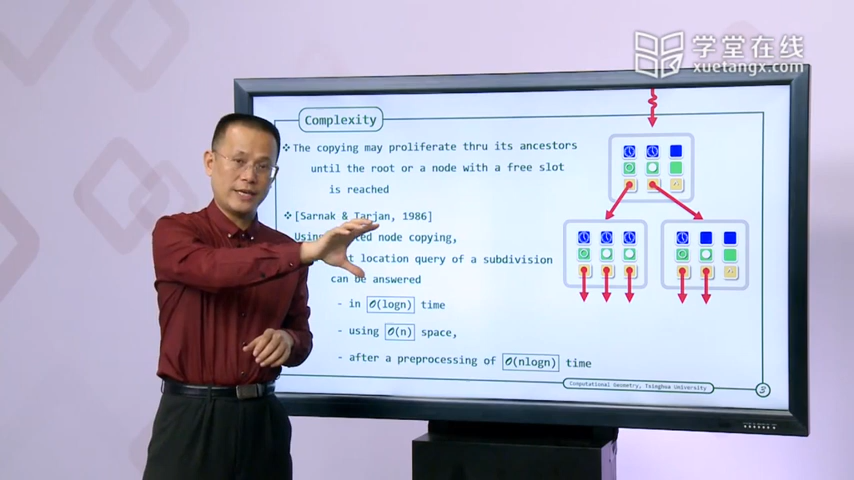 学堂在线
xuetangx.com
Complexity
The copying may proliferate thru its ancestors
until the root or a node with a free slot
is reached
[Sarnak & Tarjan, 1986]
Using node copying,
location query of a subdivision
can be answered
- in O(logn) time
- using O(n) space,
- after a preprocessing of O(nlogn) time
Computational Geometry, Tsinghua University
3